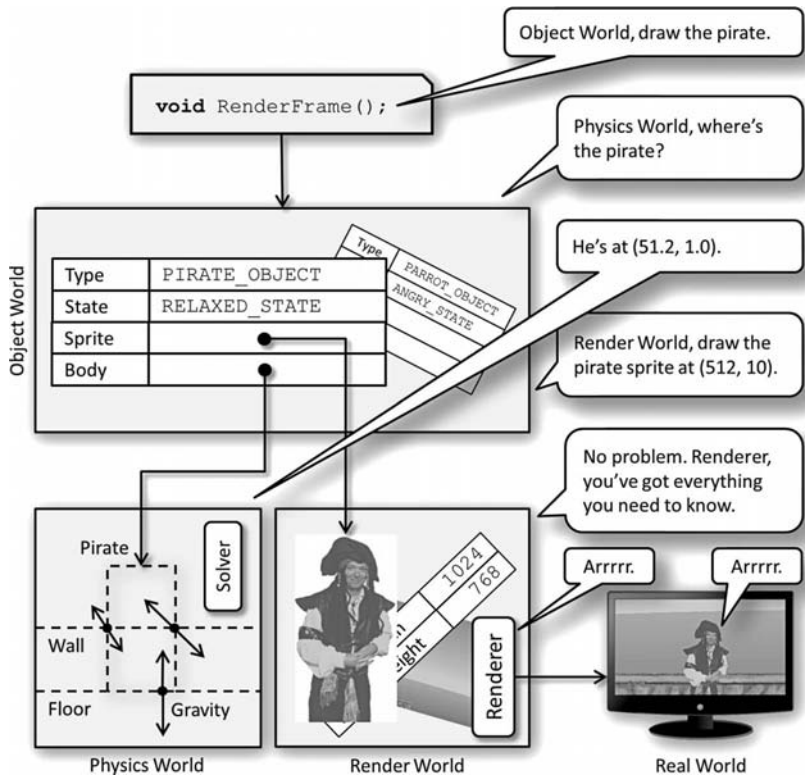 Object World, draw the pirate.
void RenderFrame();
Physics World, where's
the pirate?
Object World
Type PIRATE_OBJECT
State RELAXED_STATE
Sprite
Body
Type PARROT_OBJECT
ANGRY_STATE
He's at (51.2, 1.0).
Render World, draw the
pirate sprite at (512, 10).
No problem. Renderer,
you've got everything
you need to know.
Pirate
Solver
Wall
Floor
Gravity
1024
eight 768
Renderer
Arrrrr.
Arrrrr.
Physics World
Render World
Real World